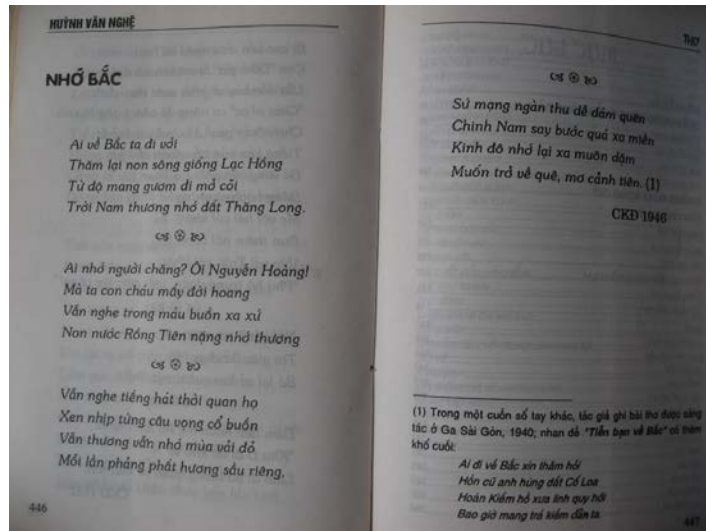 HUỲNH VĂN NGHỆ
NHỚ BẮC
Ai về Bắc ta đi với
Thăm lại non sông giống Lạc Hồng
Từ độ mang gươm đi mở cõi
Trời Nam thương nhớ đất Thăng Long.
Ai nhớ người chăng? Ôi Nguyễn Hoàng!
Mà ta con cháu mấy đời hoang
Vẫn nghe trong máu buồn xa xứ
Non nước Rồng Tiên nặng nhớ thương
Vẫn nghe tiếng hát thời quan họ
Xen nhịp từng câu vọng cổ buồn
Vẫn thương vẫn nhớ mùa vải đỏ
Mỗi lần phảng phất hương sầu riêng.
446
THƠ
Sứ mạng ngàn thu dễ dám quên
Chinh Nam say bước quá xa miền
Kinh đô nhớ lại xa muôn dặm
Muốn trở về quê, mơ cảnh tiên. (1)
CKĐ 1946
(1) Trong một cuốn sổ tay khác, tác giả ghi bài thơ được sáng
tác ở Ga Sài Gòn, 1940; nhan đề "Tiễn bạn về Bắc" có thêm
khổ cuối:
Ai đi về Bắc xin thăm hỏi
Hồn cũ anh hùng đất Cổ Loa
Hoàn Kiếm hồ xưa linh quy hỡi
Bao giờ mang trả kiếm dân ta.
447